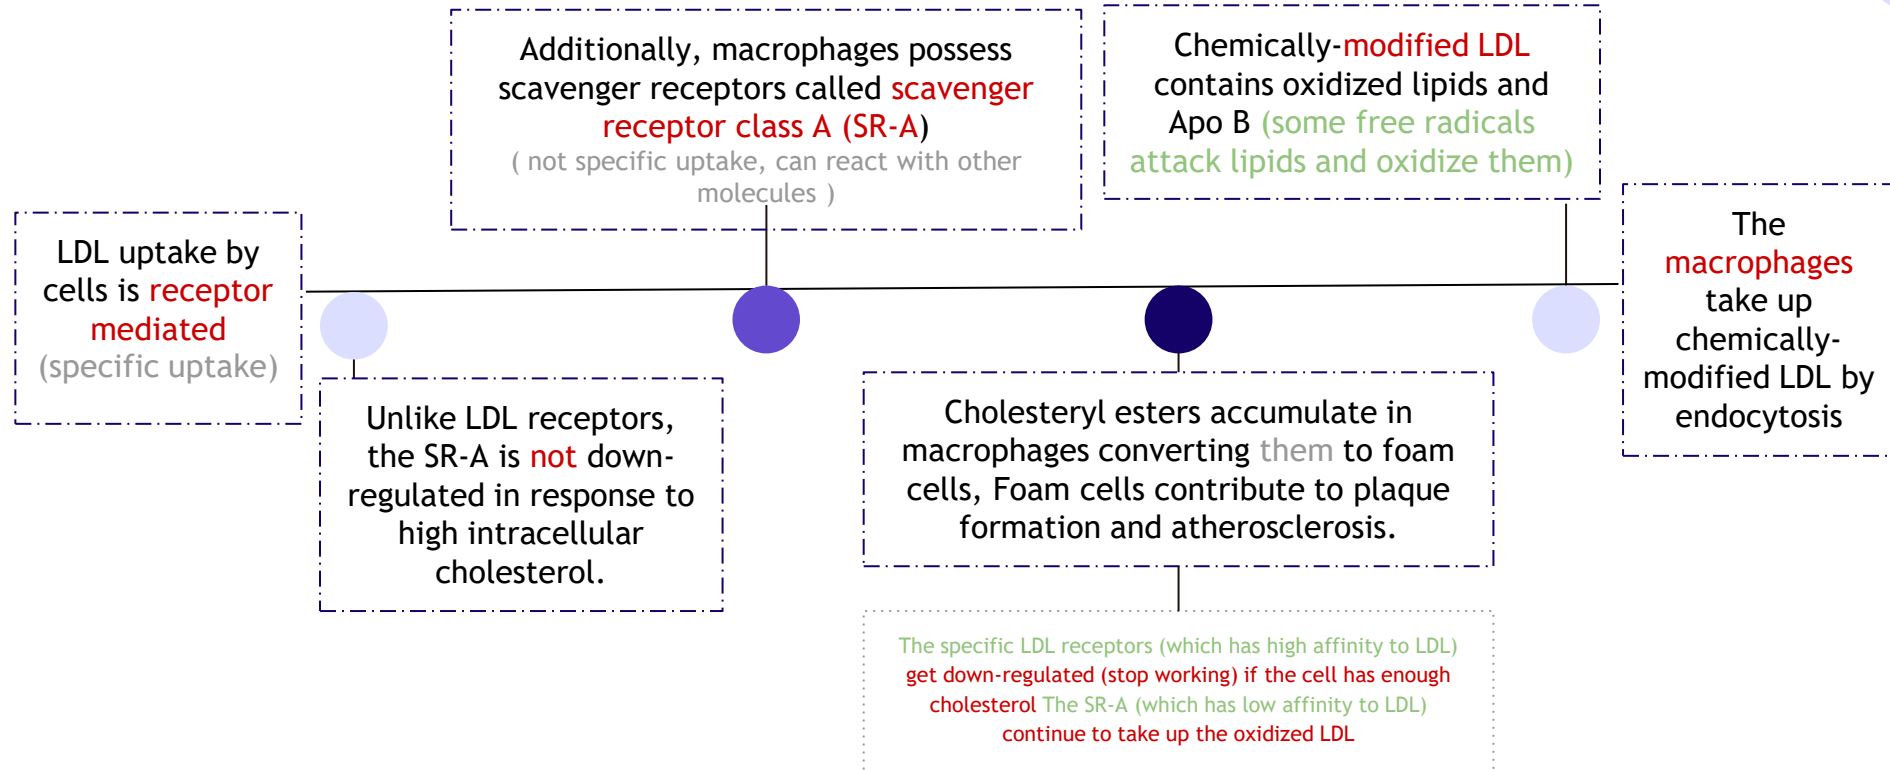 LDL uptake by
cells is receptor
mediated
(specific uptake)
Additionally, macrophages possess
scavenger receptors called scavenger
receptor class A (SR-A)
( not specific uptake, can react with other
molecules )
Chemically-modified LDL
contains oxidized lipids and
Apo B (some free radicals
attack lipids and oxidize them)
The
macrophages
take up
chemically-
modified LDL by
endocytosis
Unlike LDL receptors,
the SR-A is not down-
regulated in response to
high intracellular
cholesterol.
Cholesteryl esters accumulate in
macrophages converting them to foam
cells, Foam cells contribute to plaque
formation and atherosclerosis.
The specific LDL receptors (which has high affinity to LDL)
get down-regulated (stop working) if the cell has enough
cholesterol The SR-A (which has low affinity to LDL)
continue to take up the oxidized LDL